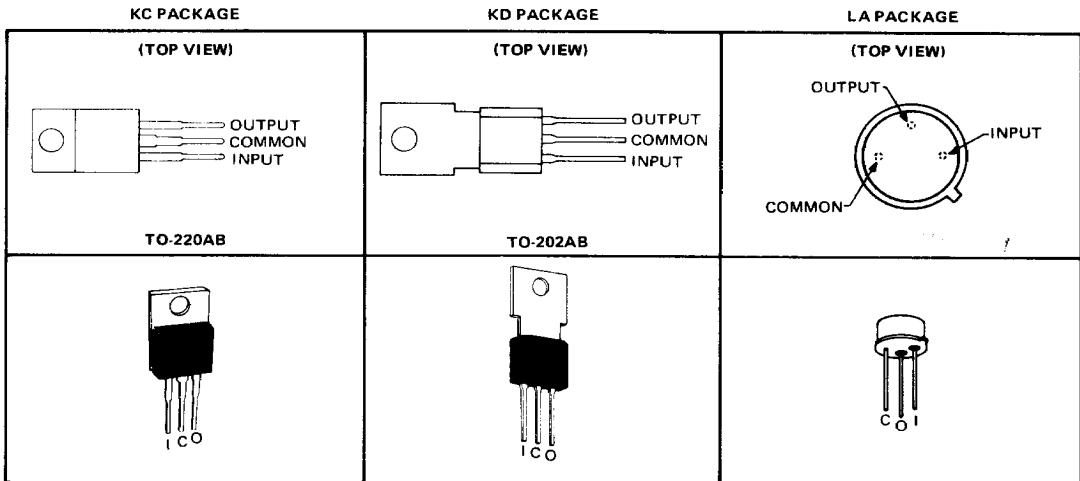 KC PACKAGE
KD PACKAGE
LA PACKAGE
(TOP VIEW)
OUTPUT
COMMON
INPUT
TO-220AB
(TOP VIEW)
OUTPUT
COMMON
INPUT
TO-202AB
(TOP VIEW)
OUTPUT
INPUT
COMMON
I C O
I C O
C O I